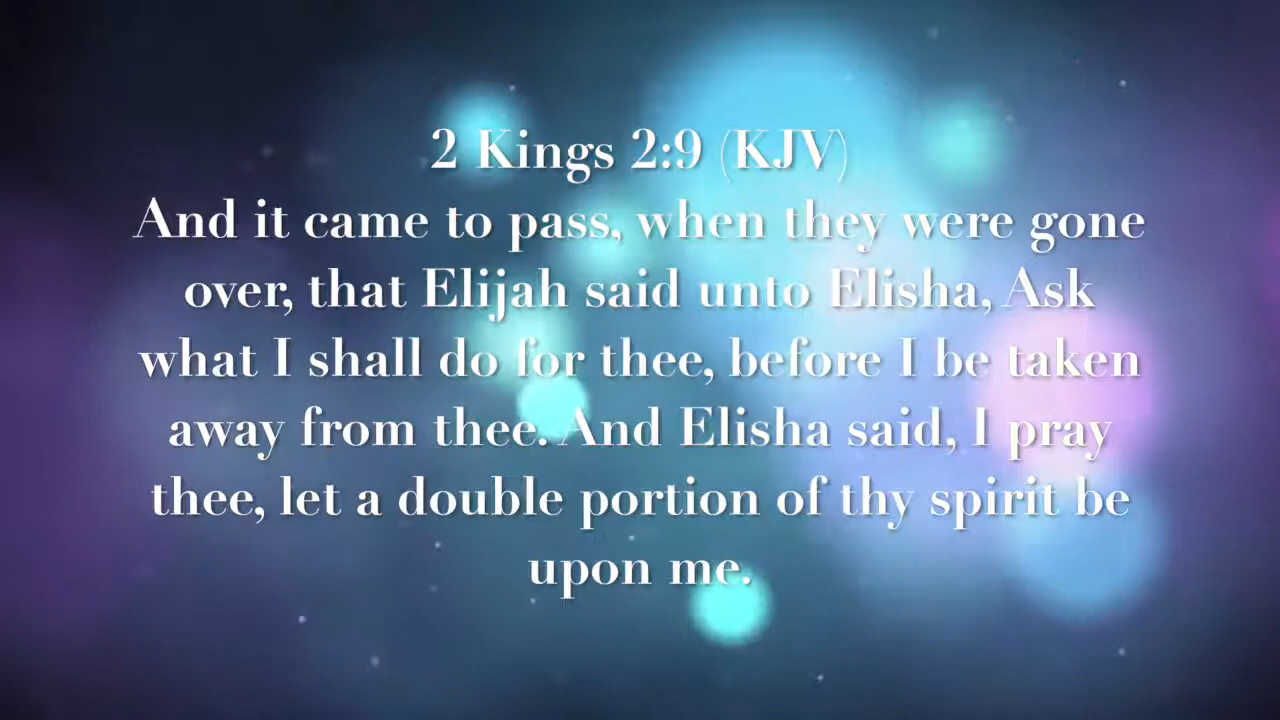 2 Kings 2:9 (KJV)
And it came to pass, when they were gone
over, that Elijah said unto Elisha, Ask
what I shall do for thee, before I be taken
away from thee. And Elisha said, I pray
thee, let a double portion of thy spirit be
upon me.